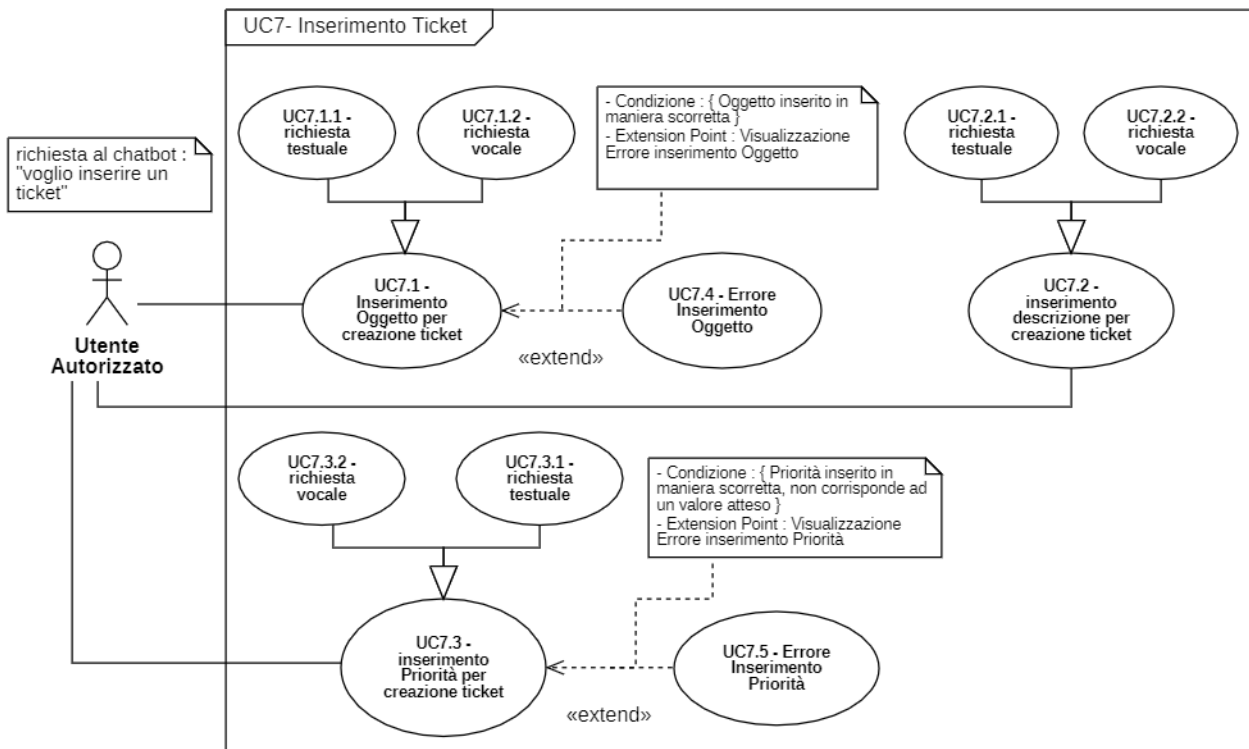 UC7- Inserimento Ticket
richiesta al chatbot :
"voglio inserire un
ticket"
UC7.1.1 -
richiesta
testuale
UC7.1.2 -
richiesta
vocale
- Condizione : { Oggetto inserito in
maniera scorretta }
- Extension Point : Visualizzazione
Errore inserimento Oggetto
UC7.2.1 -
richiesta
testuale
UC7.2.2 -
richiesta
vocale
Utente
Autorizzato
UC7.1 -
Inserimento
Oggetto per
creazione ticket
UC7.4 - Errore
Inserimento
Oggetto
«extend»
UC7.2 -
inserimento
descrizione per
creazione ticket
UC7.3.2 -
richiesta
vocale
UC7.3.1 -
richiesta
testuale
- Condizione : { Priorità inserito in
maniera scorretta, non corrisponde ad
un valore atteso }
- Extension Point : Visualizzazione
Errore inserimento Priorità
UC7.3 -
inserimento
Priorità per
creazione ticket
UC7.5 - Errore
Inserimento
Priorità
«extend»